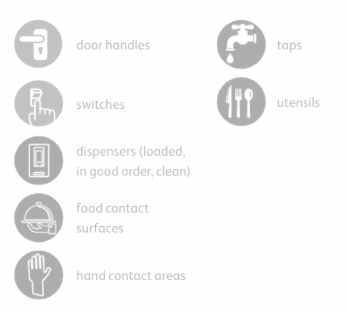 door handles
switches
dispensers (loaded,
in good order, clean)
food contact
surfaces
hand contact areas
taps
utensils